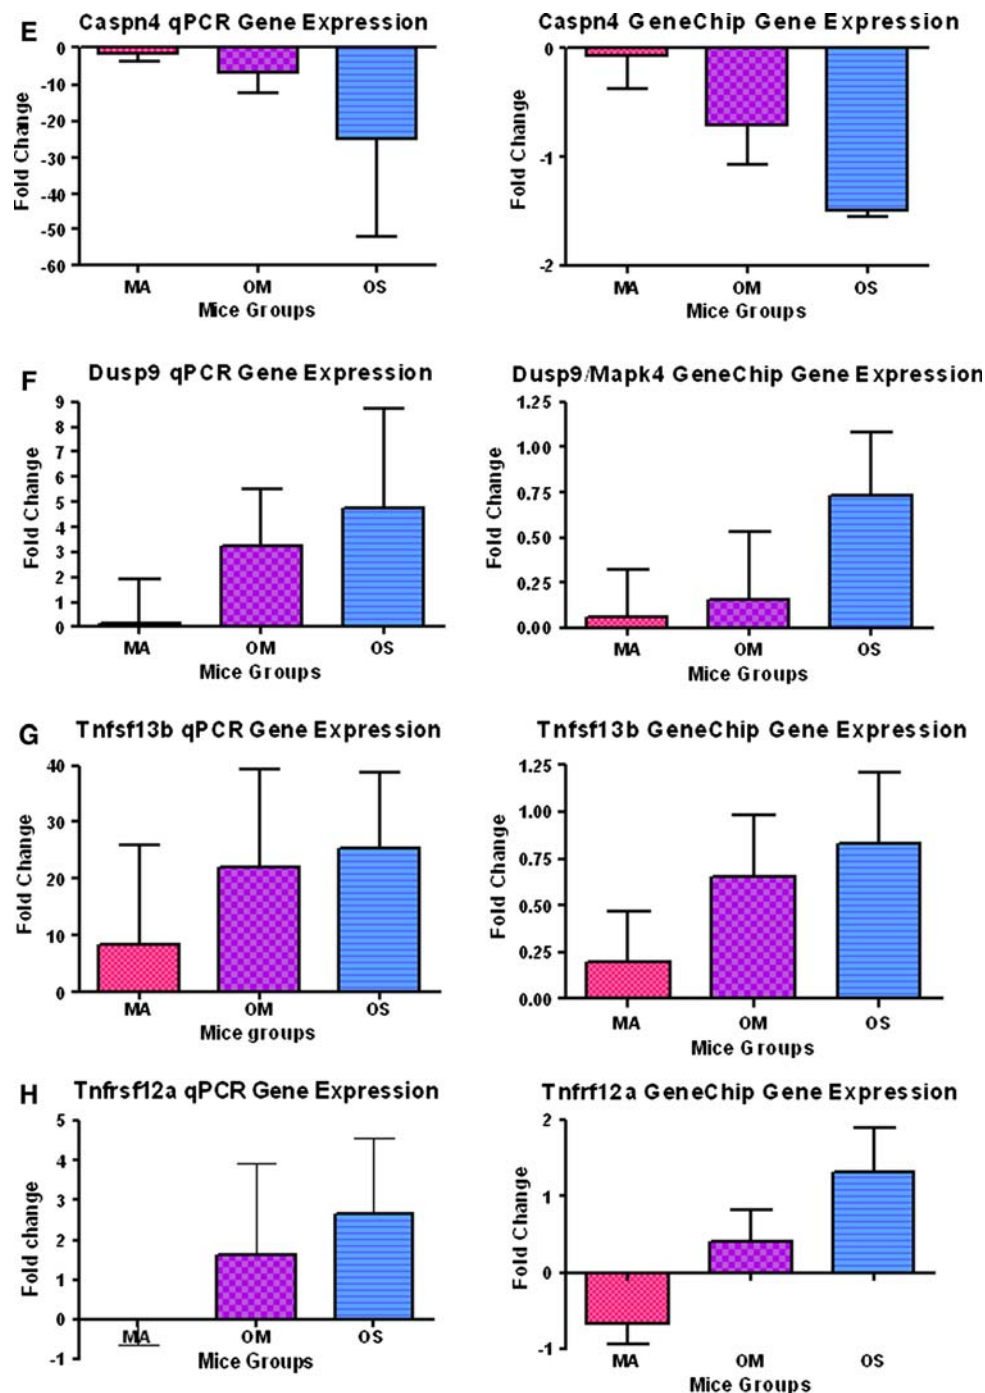 E
Caspn4 qPCR Gene Expression
Fold Change
0
-10
-20
-30
-40
-50
-60
MA OM OS
Mice Groups
Caspn4 GeneChip Gene Expression
Fold Change
0
-1
-2
MA OM OS
Mice Groups
F
Dusp9 qPCR Gene Expression
Fold Change
9
8
7
6
5
4
3
2
1
0
MA OM OS
Mice Groups
Dusp9/Mapk4 GeneChip Gene Expression
Fold Change
1.25
1.00
0.75
0.50
0.25
0.00
MA OM OS
Mice Groups
G
Tnfsf13b qPCR Gene Expression
Fold Change
40
30
20
10
0
MA OM OS
Mice groups
Tnfsf13b GeneChip Gene Expression
Fold Change
1.25
1.00
0.75
0.50
0.25
0.00
MA OM OS
Mice Groups
H
Tnfrsf12a qPCR Gene Expression
Fold change
5
4
3
2
1
0
-1
MA OM OS
Mice Groups
Tnfrf12a GeneChip Gene Expression
Fold Change
2
1
0
-1
MA OM OS
Mice Groups